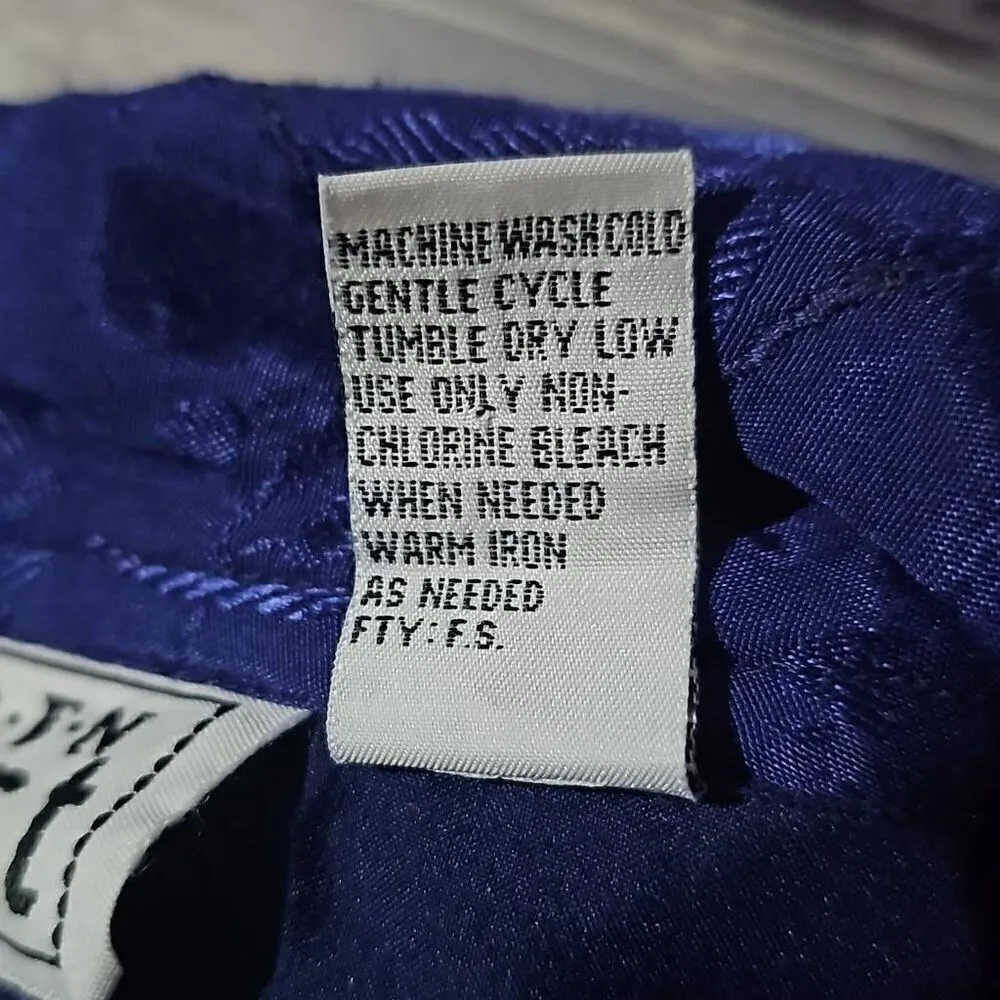 MACHINE WASH COLD
GENTLE CYCLE
TUMBLE DRY LOW
USE ONLY NON-
CHLORINE BLEACH
WHEN NEEDED
WARM IRON
AS NEEDED
FTY: F.S.